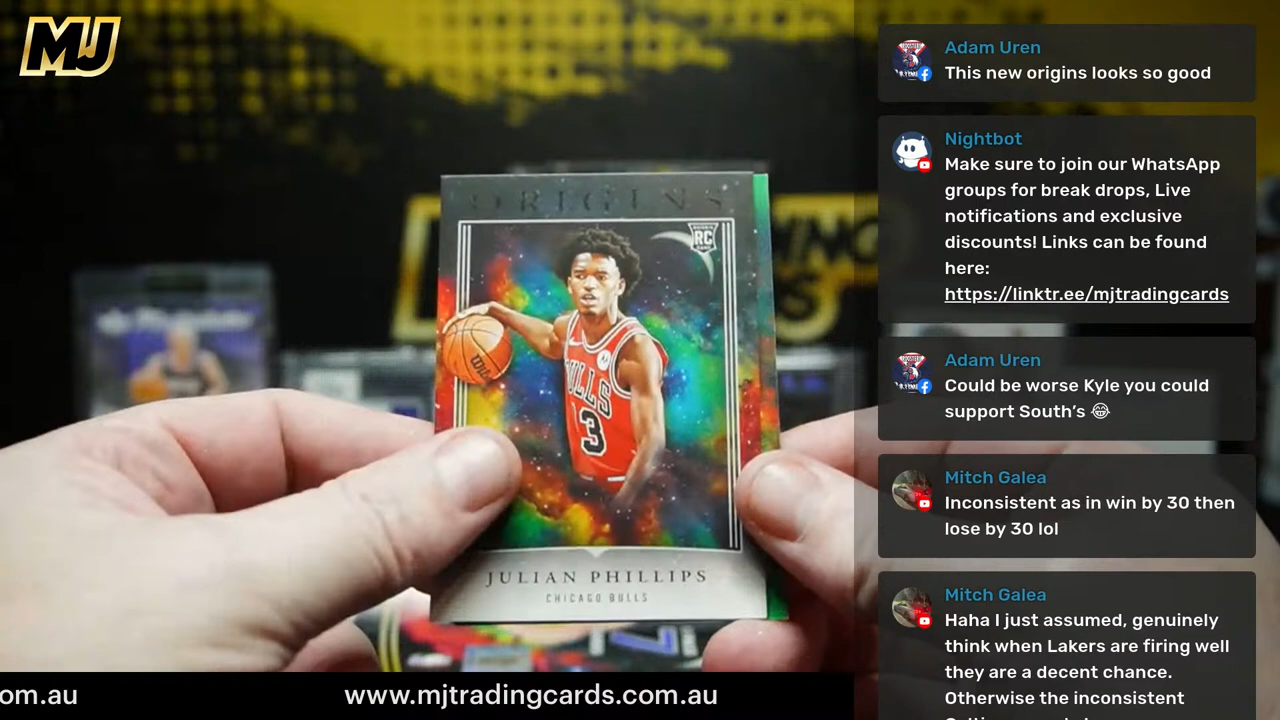 MJ
ORIGINS
RC
Wilson
BULLS
3
JULIAN PHILLIPS
CHICAGO BULLS
om.au
www.mjtradingcards.com.au
Adam Uren
This new origins looks so good
Nightbot
Make sure to join our WhatsApp
groups for break drops, Live
notifications and exclusive
discounts! Links can be found
here:
https://linktr.ee/mjtradingcards
Adam Uren
Could be worse Kyle you could
support South's 😂
Mitch Galea
Inconsistent as in win by 30 then
lose by 30 lol
Mitch Galea
Haha I just assumed, genuinely
think when Lakers are firing well
they are a decent chance.
Otherwise the inconsistent